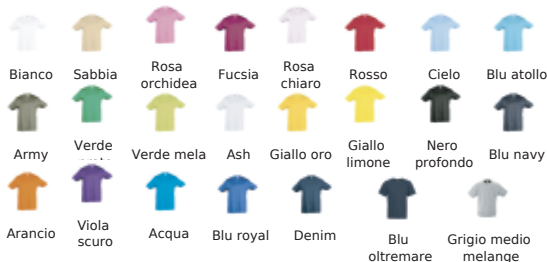 Bianco
Sabbia
Rosa
orchidea
Fucsia
Rosa
chiaro
Rosso
Cielo
Blu atollo
Army
Verde
Verde mela
Ash
Giallo oro
Giallo
limone
Nero
profondo
Blu navy
Arancio
Viola
scuro
Acqua
Blu royal
Denim
Blu
oltremare
Grigio medio
melange